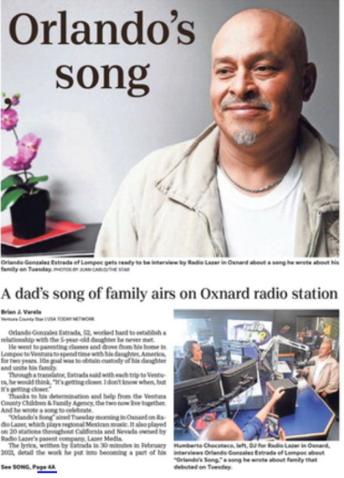 Orlando's
song
Orlando Gonzalez Estrada of Lompoc gets ready to be interview by Radio Lazer in Oxnard about a song he wrote about his
family on Tuesday. PHOTOS BY JUAN CARLO/THE STAR
A dad's song of family airs on Oxnard radio station
Brian J. Varela
Ventura County Star | USA TODAY NETWORK
Orlando Gonzalez Estrada, 52, worked hard to establish a
relationship with the 5-year-old daughter he never met.
He went to parenting classes and drove from his home in
Lompoc to Ventura to spend time with his daughter, America,
for two years. His goal was to obtain custody of his daughter
and unite his family.
Through a translator, Estrada said with each trip to Ventu-
ra, he would think, "It's getting closer. I don't know when, but
it's getting closer."
Thanks to his determination and help from the Ventura
County Children & Family Agency, the two now live together.
And he wrote a song to celebrate.
"Orlando's Song" aired Tuesday morning in Oxnard on Ra-
dio Lazer, which plays regional Mexican music. It also played
on 20 stations throughout California and Nevada owned by
Radio Lazer's parent company, Lazer Media.
The lyrics, written by Estrada in 30 minutes in February
2021, detail the work he put into becoming a part of his
See SONG, Page 4A
Humberto Chocoteco, left, DJ for Radio Lazer in Oxnard,
interviews Orlando Gonzalez Estrada of Lompoc about
"Orlando's Song," a song he wrote about family that
debuted on Tuesday.